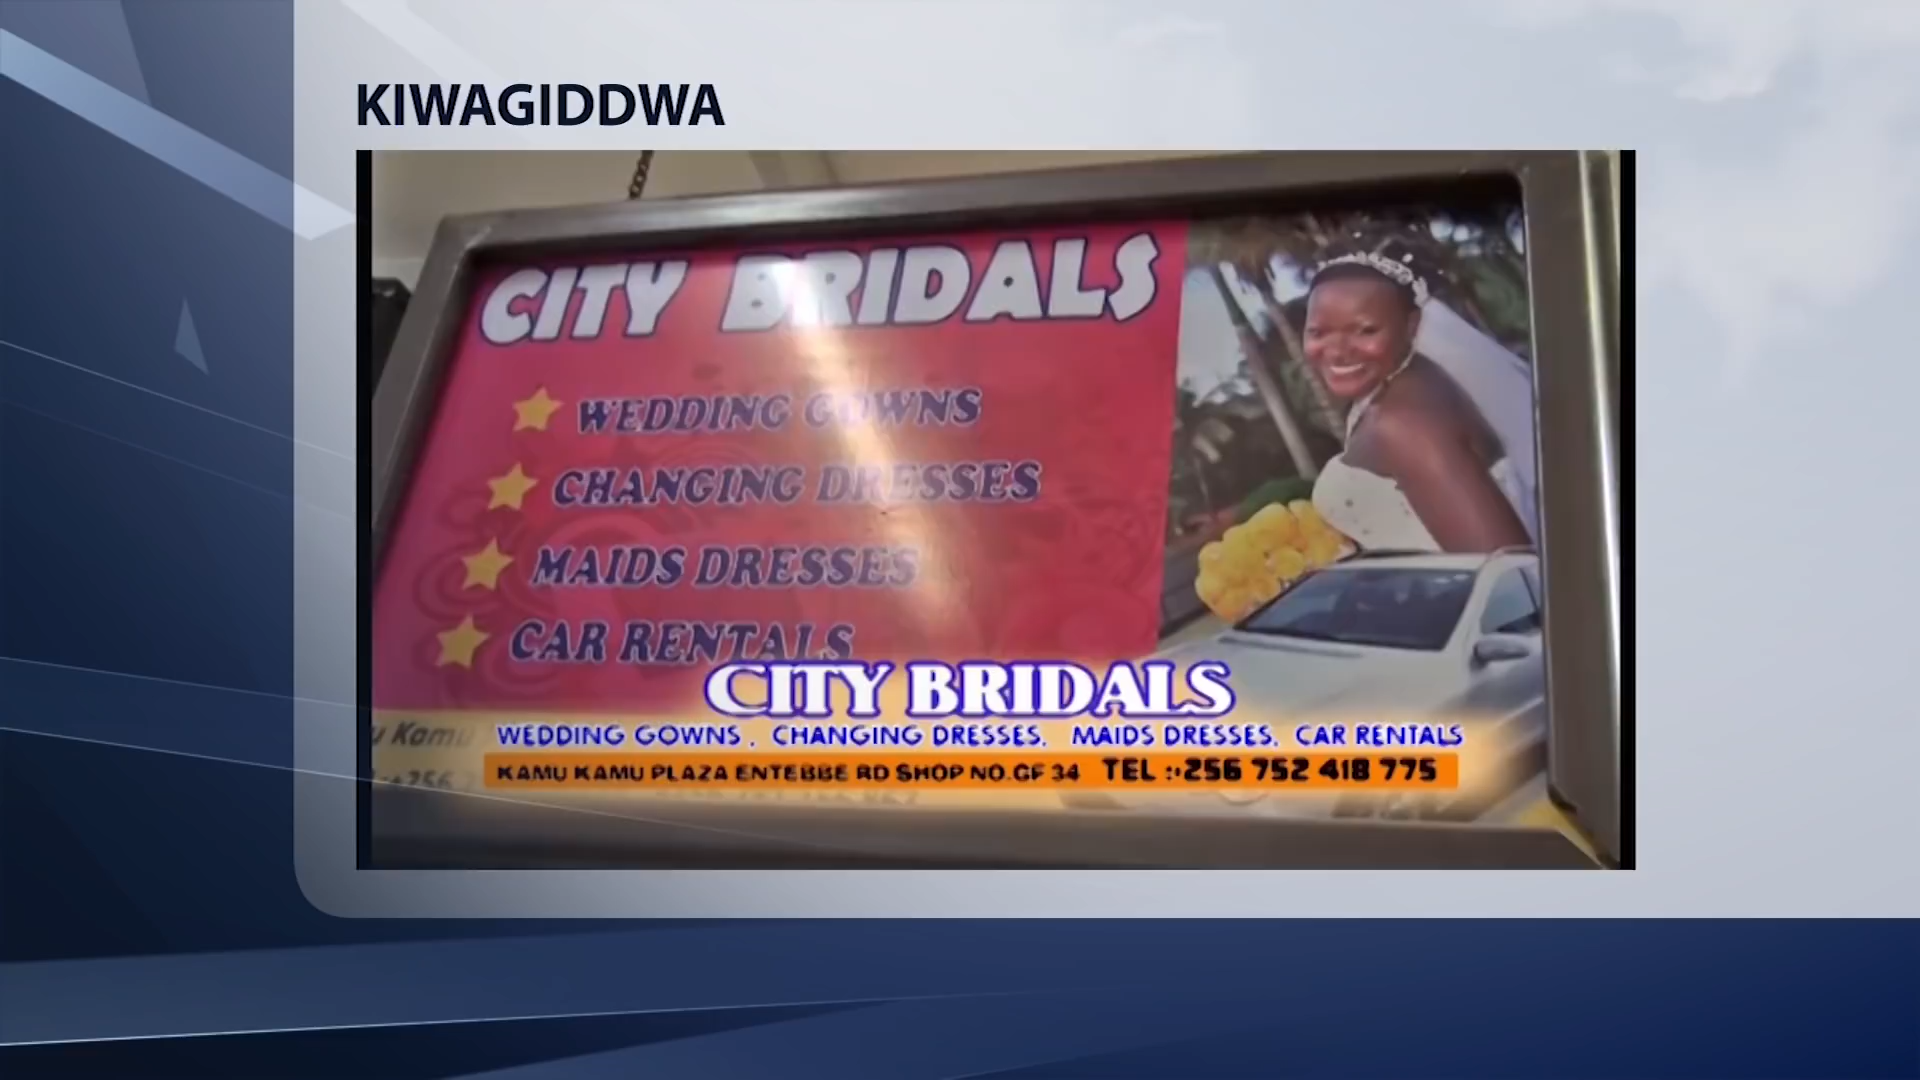 KIWAGIDDWA
CITY BRIDALS
WEDDING GOWNS
CHANGING DRESSES
MAIDS DRESSES
CAR RENTALS
CITY BRIDALS
WEDDING GOWNS, CHANGING DRESSES, MAIDS DRESSES, CAR RENTALS
KAMU KAMU PLAZA ENTEBBE RD SHOP NO.GF 34 TEL :+256 752 418 775